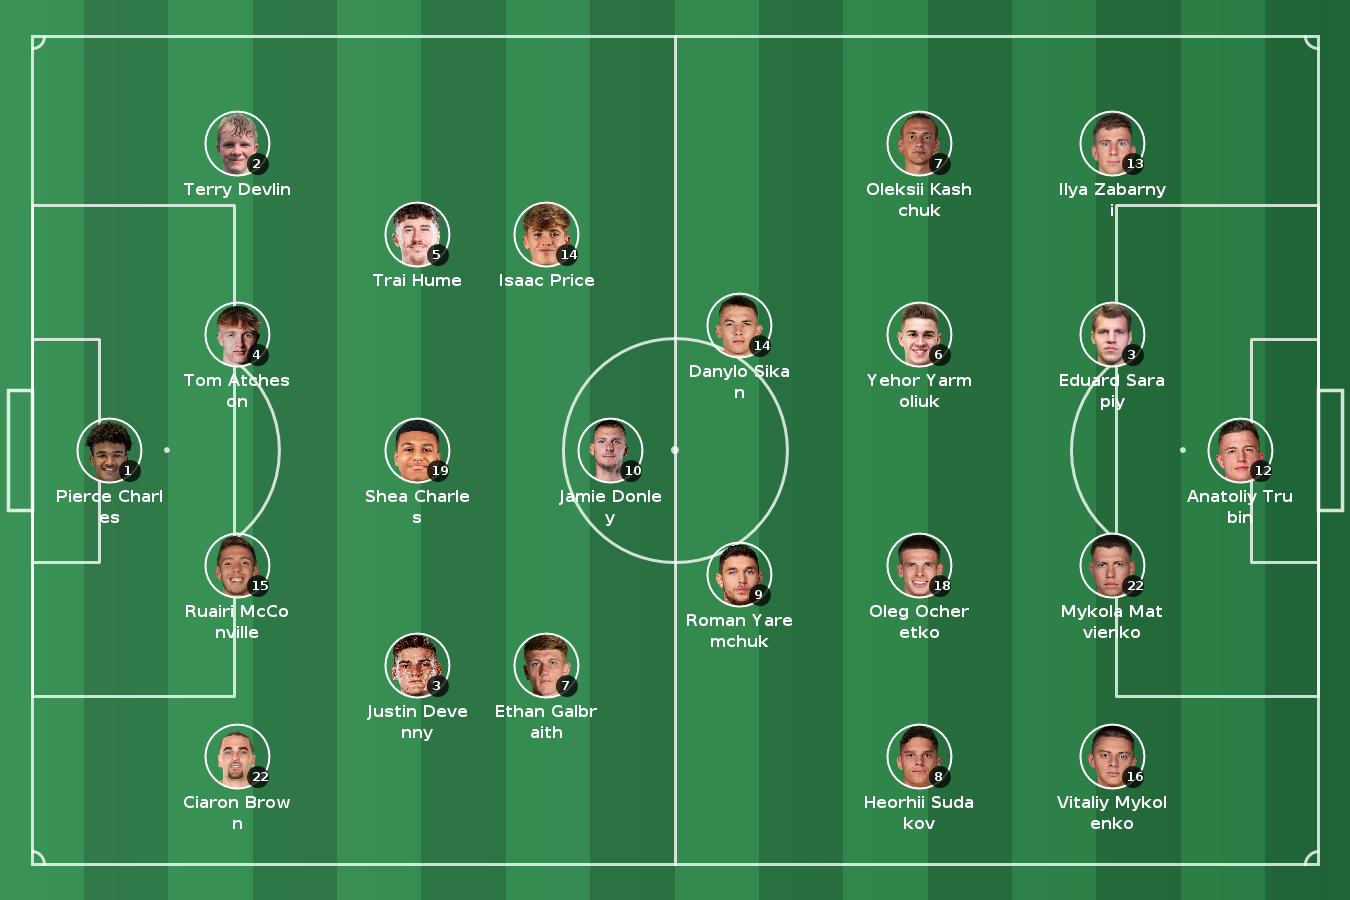 2
Terry Devlin
7
Oleksii Kash
chuk
13
Ilya Zabarny
i
5
Trai Hume
14
Isaac Price
4
Tom Atches
on
14
Danylo Sika
n
6
Yehor Yarm
oliuk
3
Eduard Sara
piy
1
Pierce Charl
es
19
Shea Charle
s
10
Jamie Donle
y
12
Anatoliy Tru
bin
15
Ruairi McCo
nville
9
Roman Yare
mchuk
18
Oleg Ocher
etko
22
Mykola Mat
vienko
3
Justin Deve
nny
7
Ethan Galbr
aith
22
Ciaron Brow
n
8
Heorhii Suda
kov
16
Vitaliy Mykol
enko